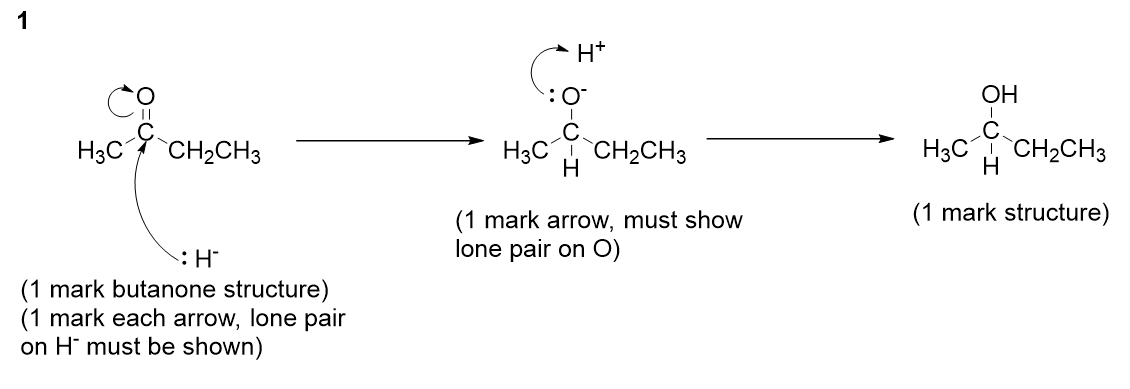 1
H⁺
O
:O⁻
OH
C
C
C
H₃C
CH₂CH₃
H₃C
CH₂CH₃
H₃C
CH₂CH₃
H
H
(1 mark arrow, must show
lone pair on O)
(1 mark structure)
:H⁻
(1 mark butanone structure)
(1 mark each arrow, lone pair
on H⁻ must be shown)